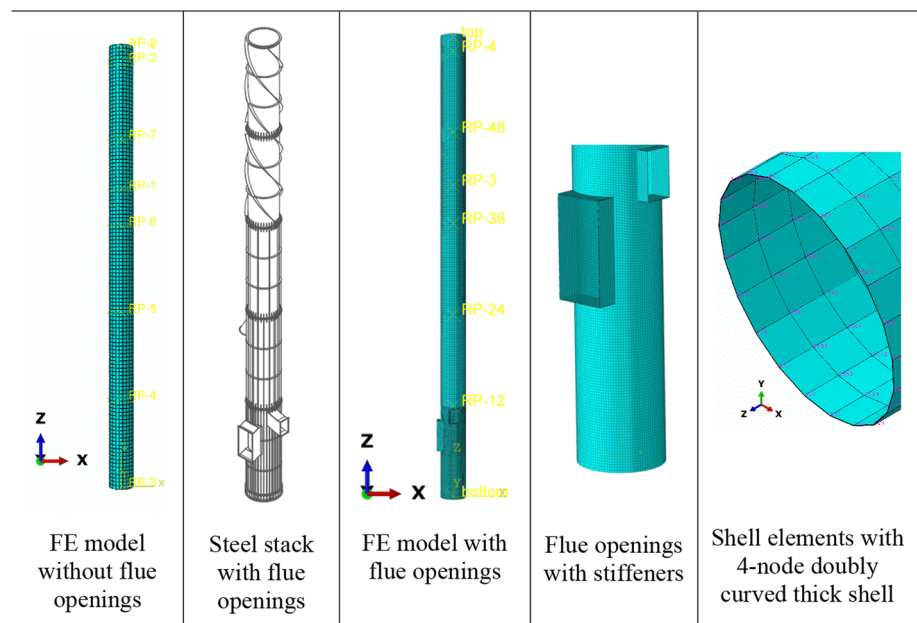 RP-8
RP-2
RP-7
RP-1
RP-6
RP-5
RP-4
RP-3
X
Z
X
FE model
without flue
openings
Steel stack
with flue
openings
top
RP-4
RP-48
RP-3
RP-36
RP-24
RP-12
Z
Y
bottom
X
Z
X
FE model with
flue openings
Flue openings
with stiffeners
Y
Z
X
Shell elements with
4-node doubly
curved thick shell